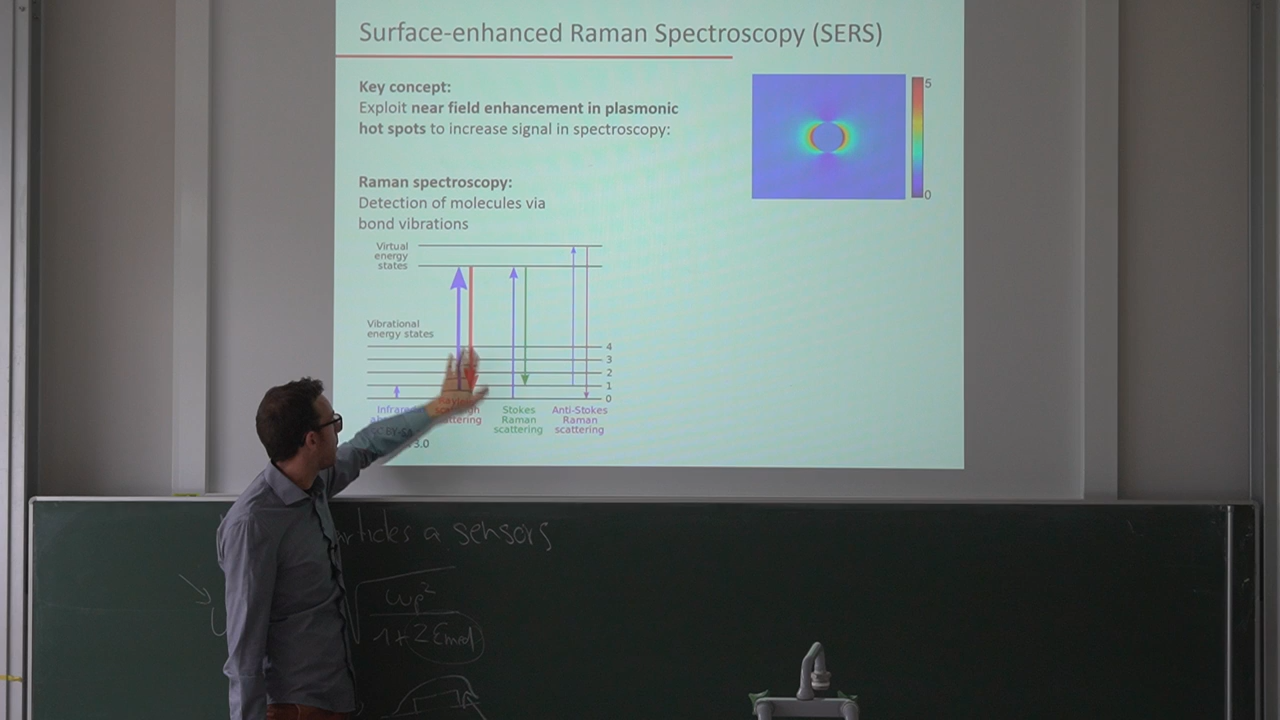 Surface-enhanced Raman Spectroscopy (SERS)
Key concept:
Exploit near field enhancement in plasmonic
hot spots to increase signal in spectroscopy:
5
0
Raman spectroscopy:
Detection of molecules via
bond vibrations
Virtual
energy
states
Vibrational
energy states
4
3
2
1
0
Stokes
Raman
scattering
Anti-Stokes
Raman
scattering
3.0
a sensors
ωp²
1+2εmed